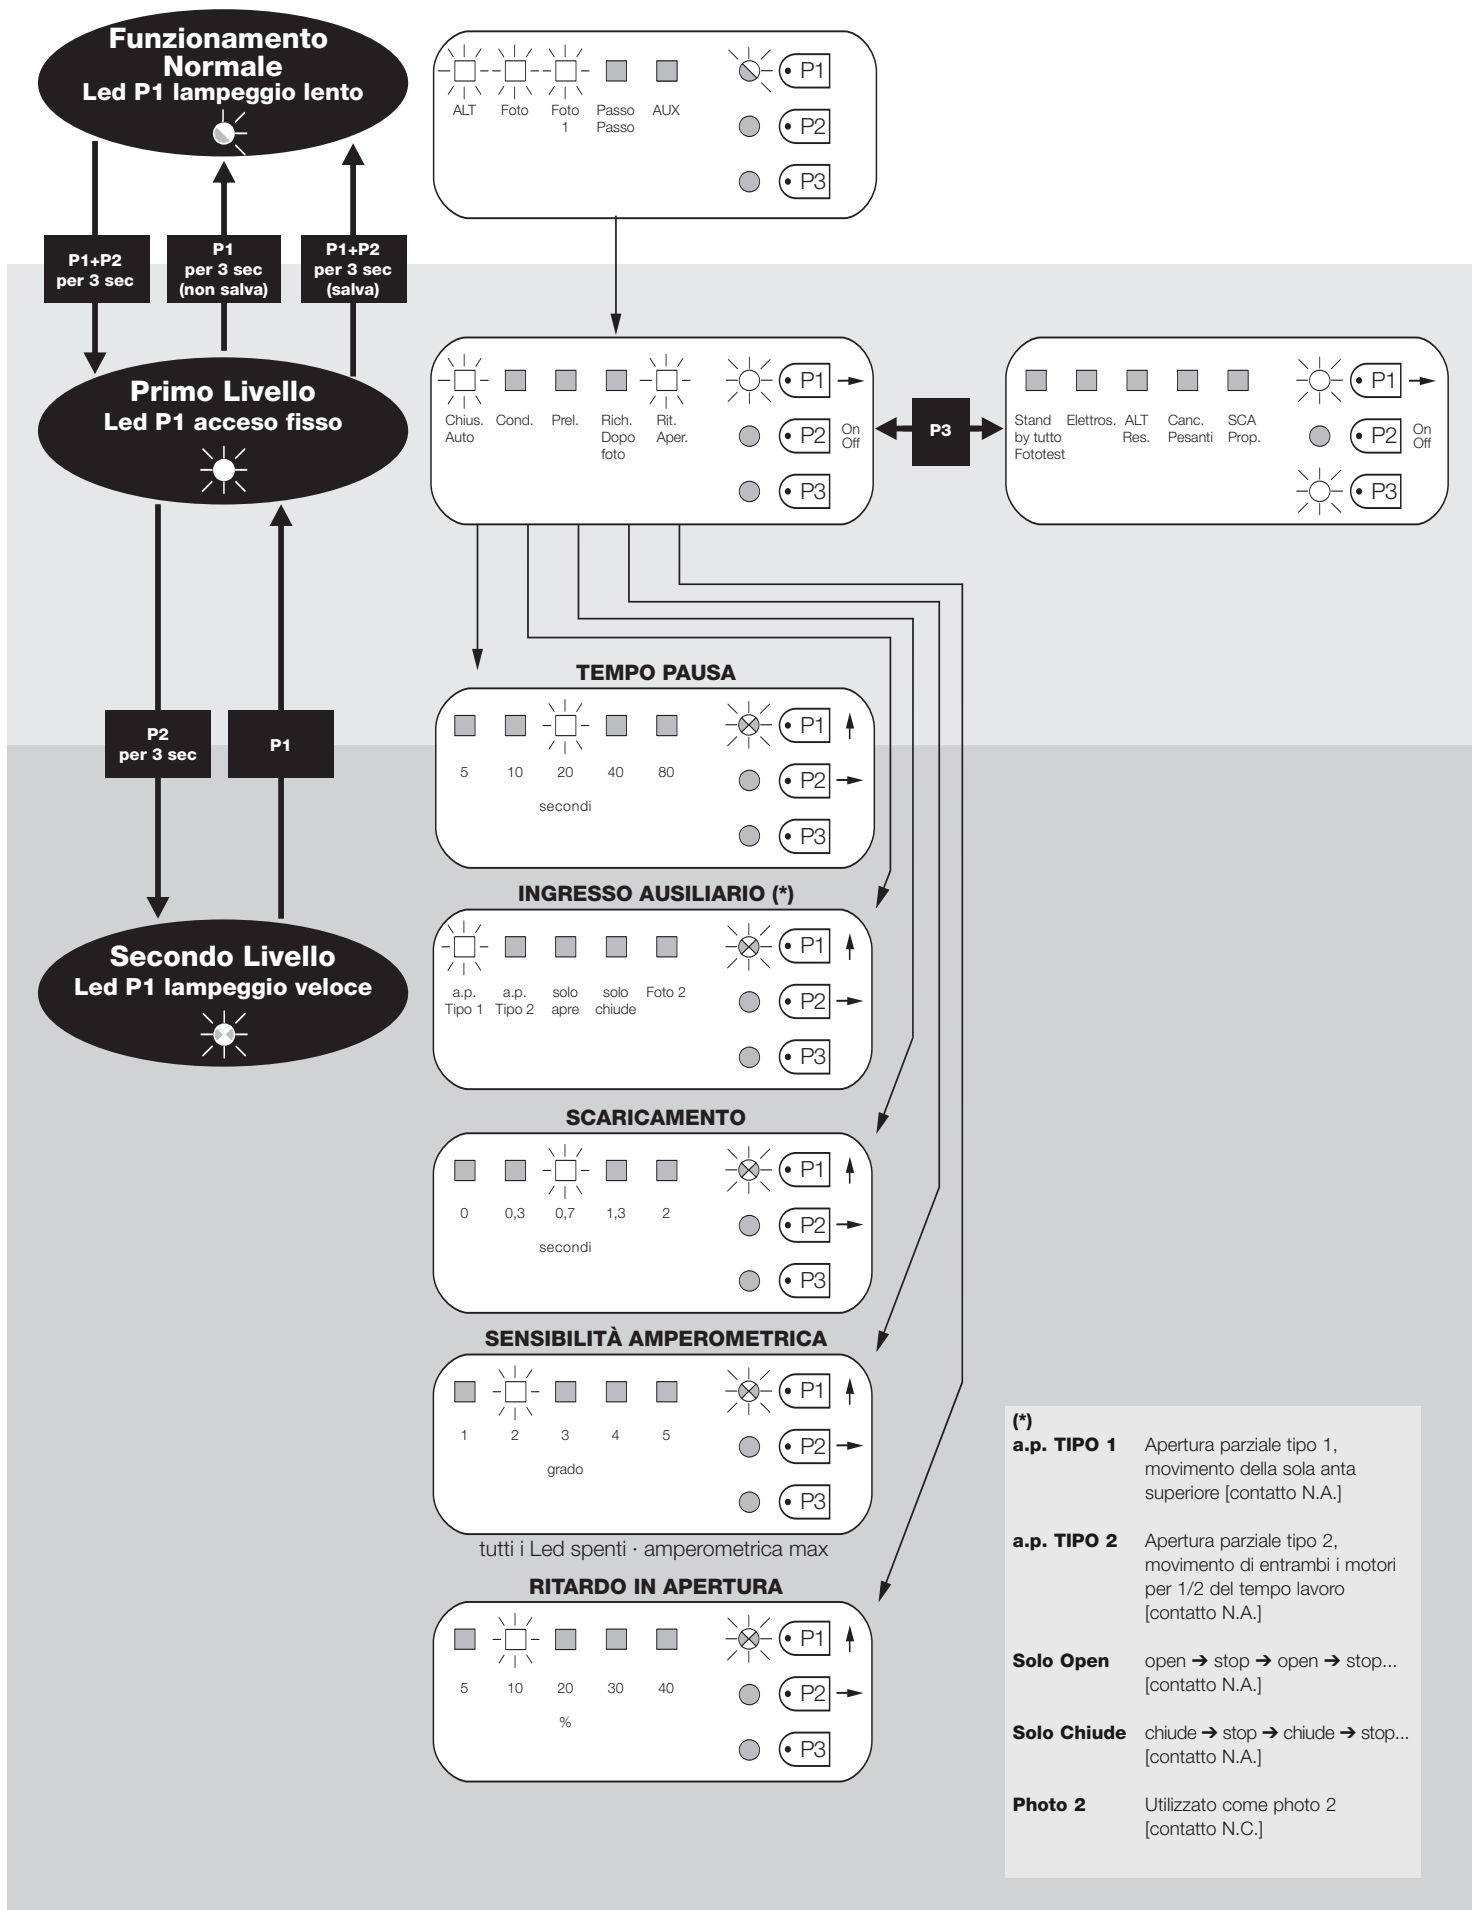 Funzionamento
Normale
Led P1 lampeggio lento
P1+P2
per 3 sec
P1
per 3 sec
(non salva)
P1+P2
per 3 sec
(salva)
Primo Livello
Led P1 acceso fisso
P2
per 3 sec
P1
Secondo Livello
Led P1 lampeggio veloce
ALT
Foto
Foto
1
Passo
Passo
AUX
P1
P2
P3
Chius.
Auto
Cond.
Prel.
Rich.
Dopo
foto
Rit.
Aper.
P1
P2
On
Off
P3
P3
Stand
by tutto
Fototest
Elettros.
ALT
Res.
Canc.
Pesanti
SCA
Prop.
P1
P2
On
Off
P3
TEMPO PAUSA
5 10 20 40 80
secondi
P1
P2
P3
INGRESSO AUSILIARIO (*)
a.p.
Tipo 1
a.p.
Tipo 2
solo
apre
solo
chiude
Foto 2
P1
P2
P3
SCARICAMENTO
0 0,3 0,7 1,3 2
secondi
P1
P2
P3
SENSIBILITÀ AMPEROMETRICA
1 2 3 4 5
grado
P1
P2
P3
tutti i Led spenti · amperometrica max
RITARDO IN APERTURA
5 10 20 30 40
%
P1
P2
P3
(*)
a.p. TIPO 1 Apertura parziale tipo 1,
movimento della sola anta
superiore [contatto N.A.]
a.p. TIPO 2 Apertura parziale tipo 2,
movimento di entrambi i motori
per 1/2 del tempo lavoro
[contatto N.A.]
Solo Open open ➔ stop ➔ open ➔ stop...
[contatto N.A.]
Solo Chiude chiude ➔ stop ➔ chiude ➔ stop...
[contatto N.A.]
Photo 2 Utilizzato come photo 2
[contatto N.C.]